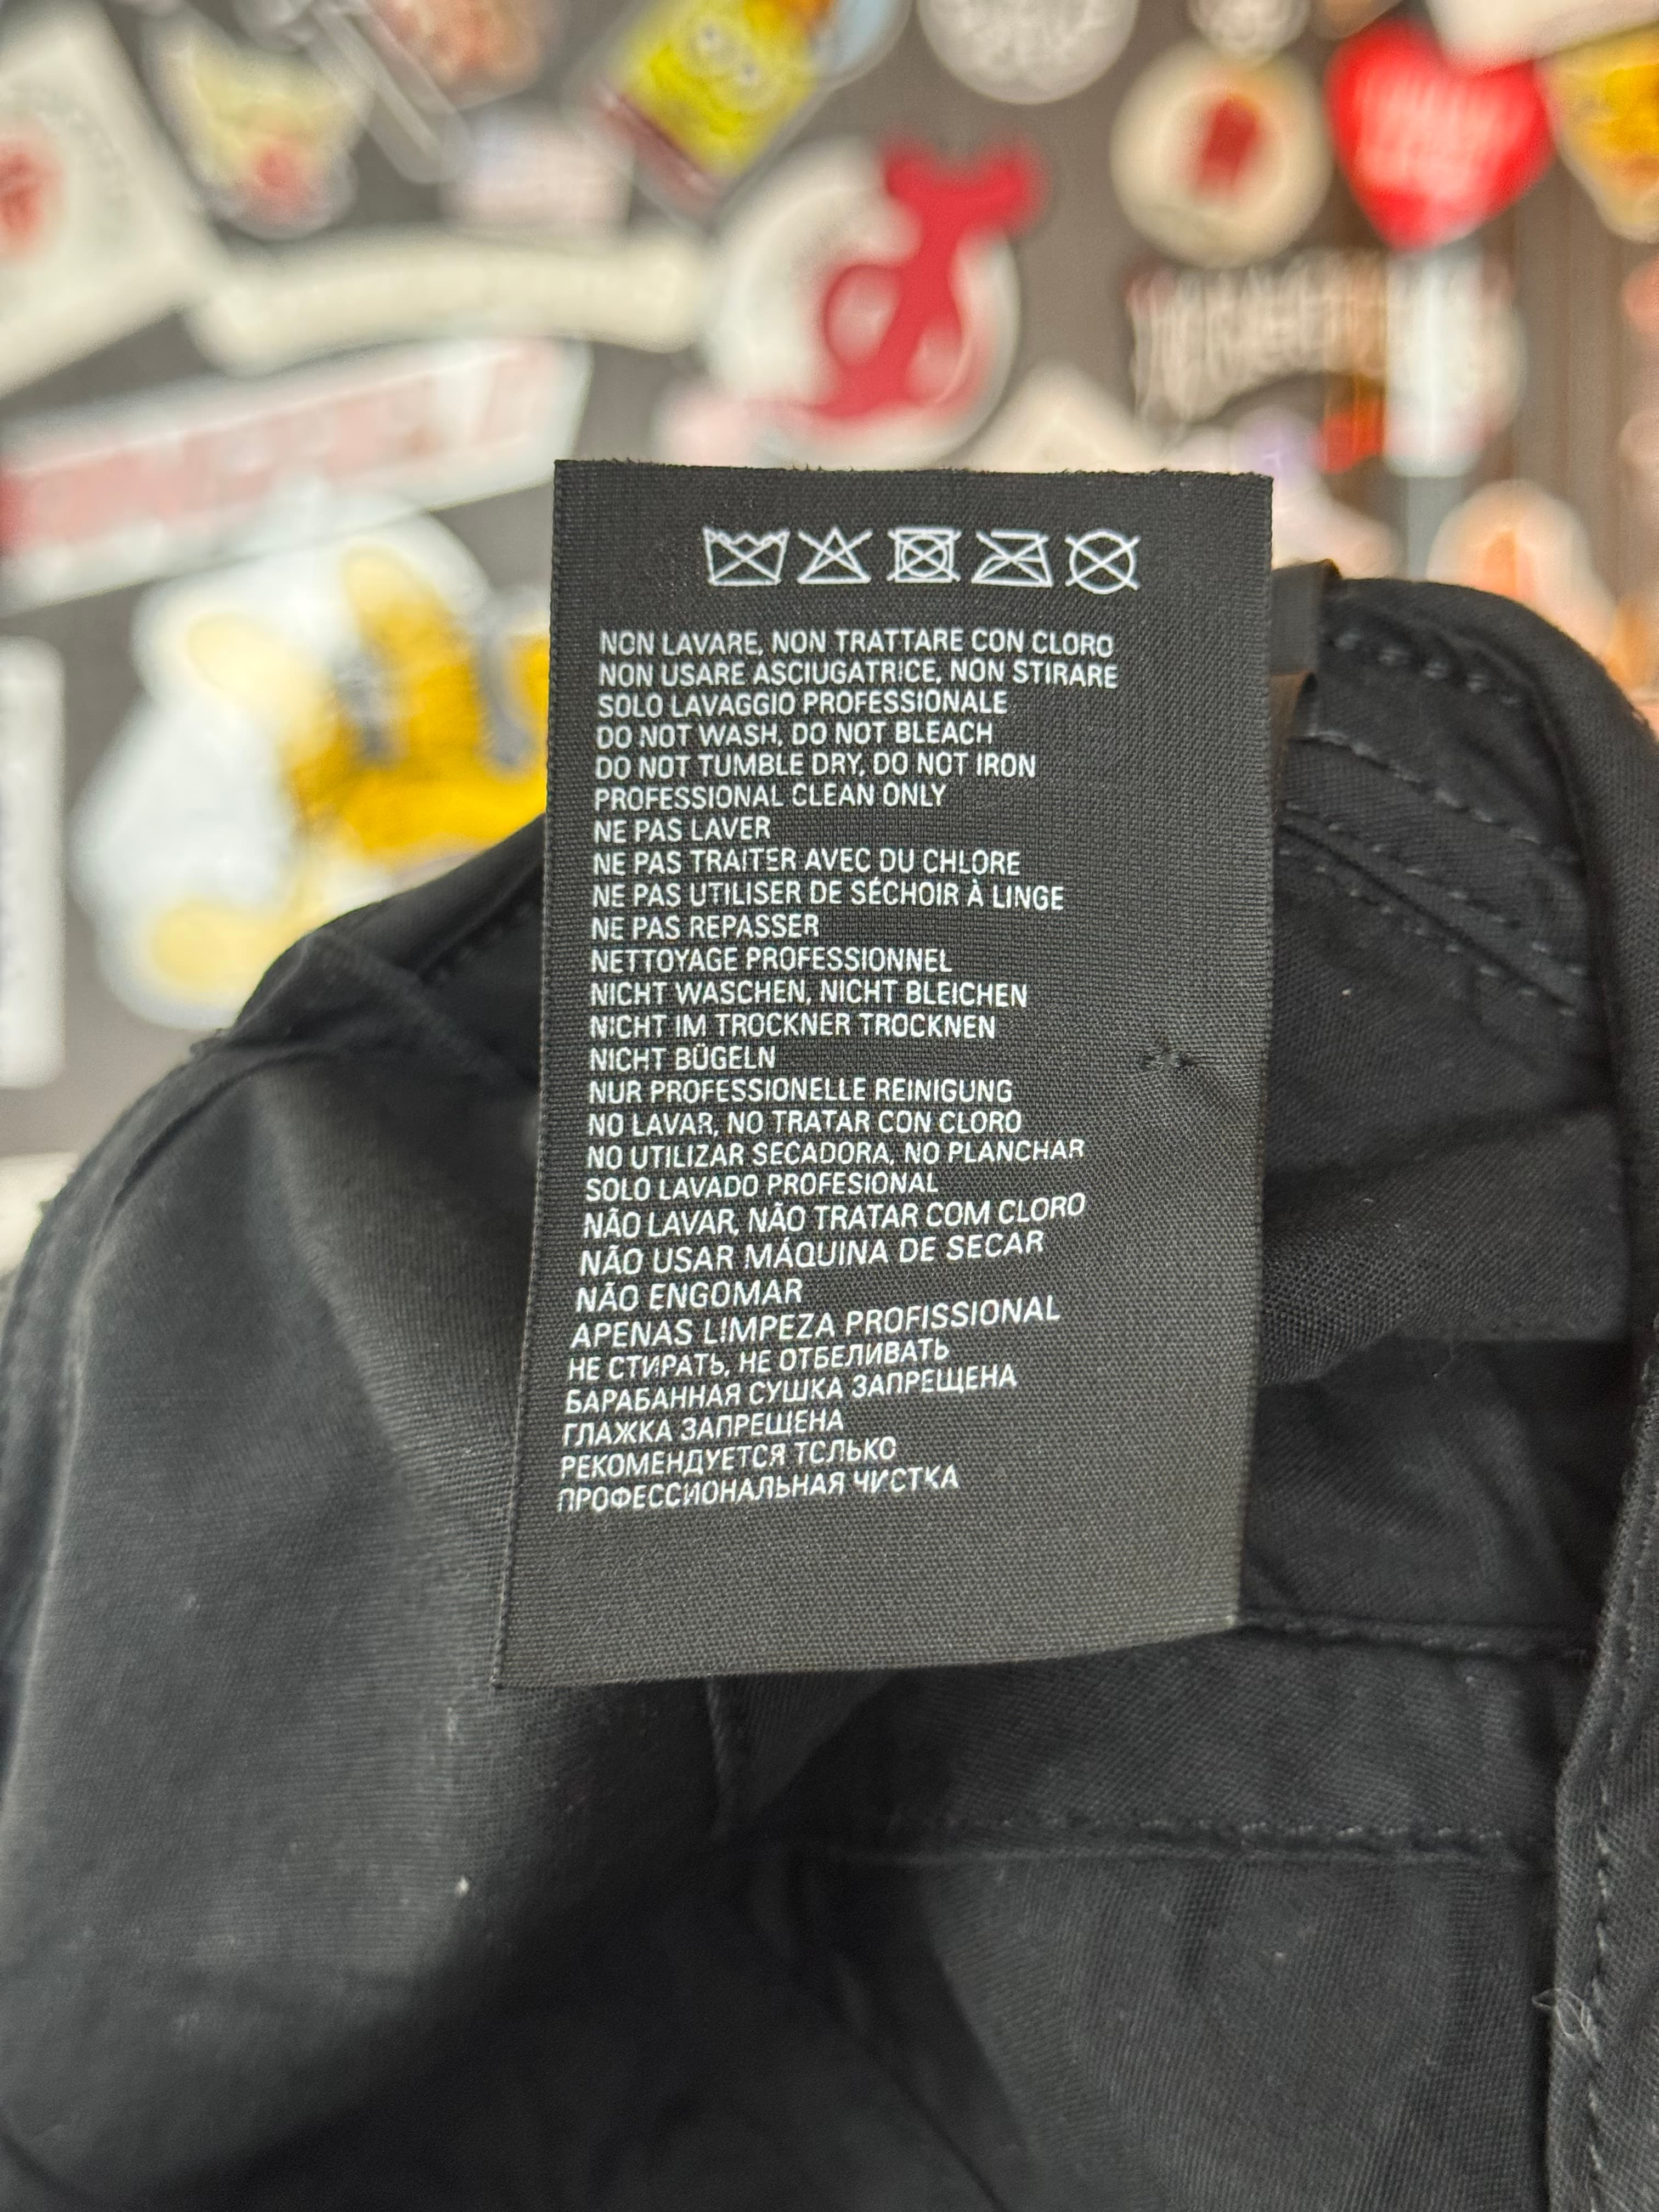 NON LAVARE, NON TRATTARE CON CLORO
NON USARE ASCIUGATRICE, NON STIRARE
SOLO LAVAGGIO PROFESSIONALE
DO NOT WASH, DO NOT BLEACH
DO NOT TUMBLE DRY, DO NOT IRON
PROFESSIONAL CLEAN ONLY
NE PAS LAVER
NE PAS TRAITER AVEC DU CHLORE
NE PAS UTILISER DE SÉCHOIR À LINGE
NE PAS REPASSER
NETTOYAGE PROFESSIONNEL
NICHT WASCHEN, NICHT BLEICHEN
NICHT IM TROCKNER TROCKNEN
NICHT BÜGELN
NUR PROFESSIONELLE REINIGUNG
NO LAVAR, NO TRATAR CON CLORO
NO UTILIZAR SECADORA, NO PLANCHAR
SOLO LAVADO PROFESIONAL
NÃO LAVAR, NÃO TRATAR COM CLORO
NÃO USAR MÁQUINA DE SECAR
NÃO ENGOMAR
APENAS LIMPEZA PROFISSIONAL
НЕ СТИРАТЬ, НЕ ОТБЕЛИВАТЬ
БАРАБАННАЯ СУШКА ЗАПРЕЩЕНА
ГЛАЖКА ЗАПРЕЩЕНА
РЕКОМЕНДУЕТСЯ ТОЛЬКО
ПРОФЕССИОНАЛЬНАЯ ЧИСТКА